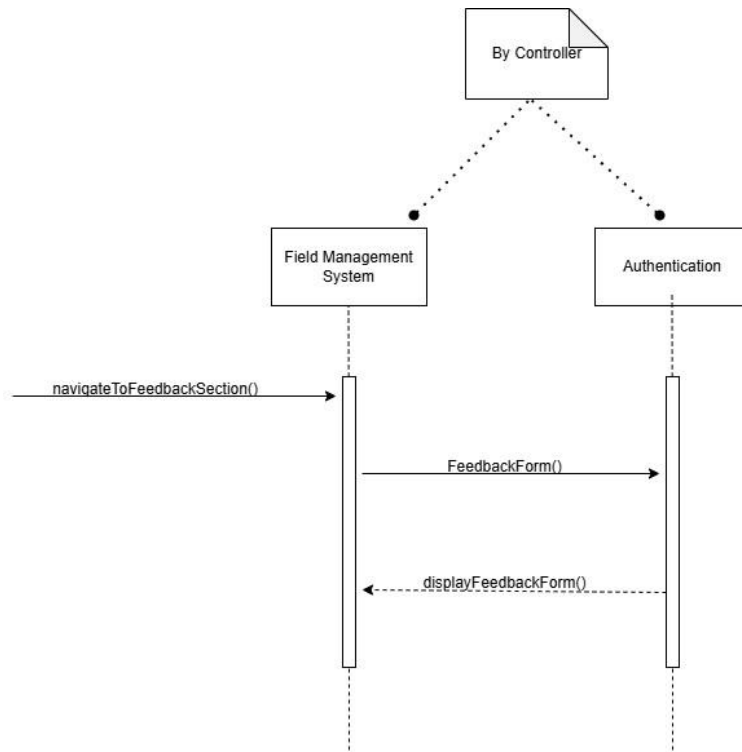 By Controller
Field Management
System
Authentication
navigateToFeedbackSection()
FeedbackForm()
displayFeedbackForm()